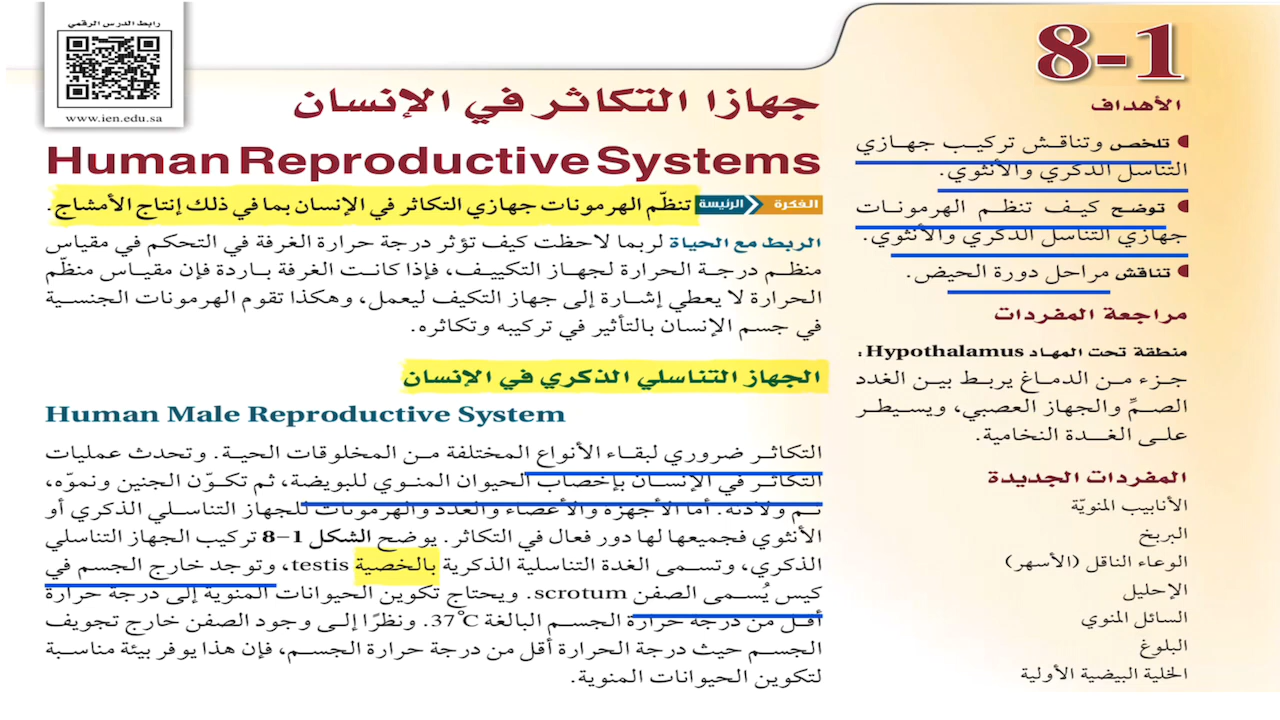 8-1
الأهداف
تلخص وتناقش تركيب جهازي
التناسل الذكري والأنثوي.
توضح كيف تنظم الهرمونات
جهازي التناسل الذكري والأنثوي.
تناقش مراحل دورة الحيض.
مراجعة المفردات
منطقة تحت المهاد Hypothalamus:
جزء من الدماغ يربط بين الغدد
الصمِّ والجهاز العصبي، ويسيطر
على الغدة النخامية.
المفردات الجديدة
الأنابيب المنويّة
البربخ
الوعاء الناقل (الأسهر)
الإحليل
السائل المنوي
البلوغ
الخلية البيضية الأولية
رابط الدرس الرقمي
www.ien.edu.sa
جهازا التكاثر في الإنسان
Human Reproductive Systems
الفكرة الرئيسة تنظّم الهرمونات جهازي التكاثر في الإنسان بما في ذلك إنتاج الأمشاج.
الربط مع الحياة لربما لاحظت كيف تؤثر درجة حرارة الغرفة في التحكم في مقياس
منظم درجة الحرارة لجهاز التكييف، فإذا كانت الغرفة باردة فإن مقياس منظّم
الحرارة لا يعطي إشارة إلى جهاز التكيف ليعمل، وهكذا تقوم الهرمونات الجنسية
في جسم الإنسان بالتأثير في تركيبه وتكاثره.
الجهاز التناسلي الذكري في الإنسان
Human Male Reproductive System
التكاثر ضروري لبقاء الأنواع المختلفة من المخلوقات الحية. وتحدث عمليات
التكاثر في الإنسان بإخصاب الحيوان المنوي للبويضة، ثم تكوّن الجنين ونموّه،
ثم ولادته. أما الأجهزة والأعضاء والغدد والهرمونات للجهاز التناسلي الذكري أو
الأنثوي فجميعها لها دور فعال في التكاثر. يوضح الشكل 1-8 تركيب الجهاز التناسلي
الذكري، وتسمى الغدة التناسلية الذكرية بالخصية testis، وتوجد خارج الجسم في
كيس يُسمى الصفن scrotum. ويحتاج تكوين الحيوانات المنوية إلى درجة حرارة
أقل من درجة حرارة الجسم البالغة 37°C. ونظرًا إلى وجود الصفن خارج تجويف
الجسم حيث درجة الحرارة أقل من درجة حرارة الجسم، فإن هذا يوفر بيئة مناسبة
لتكوين الحيوانات المنوية.